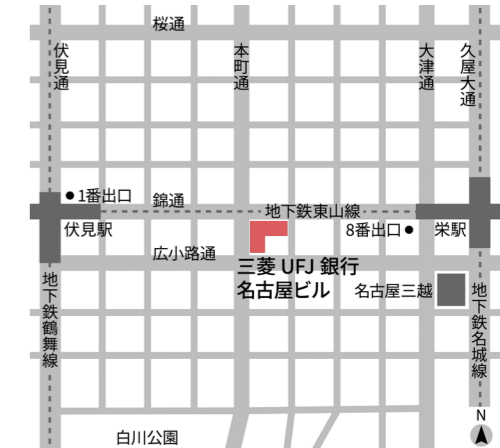 桜通
伏見通
本町通
大津通
久屋大通
1番出口
錦通
地下鉄東山線
伏見駅
8番出口
栄駅
広小路通
三菱 UFJ 銀行
名古屋ビル
名古屋三越
地下鉄鶴舞線
地下鉄名城線
白川公園
N